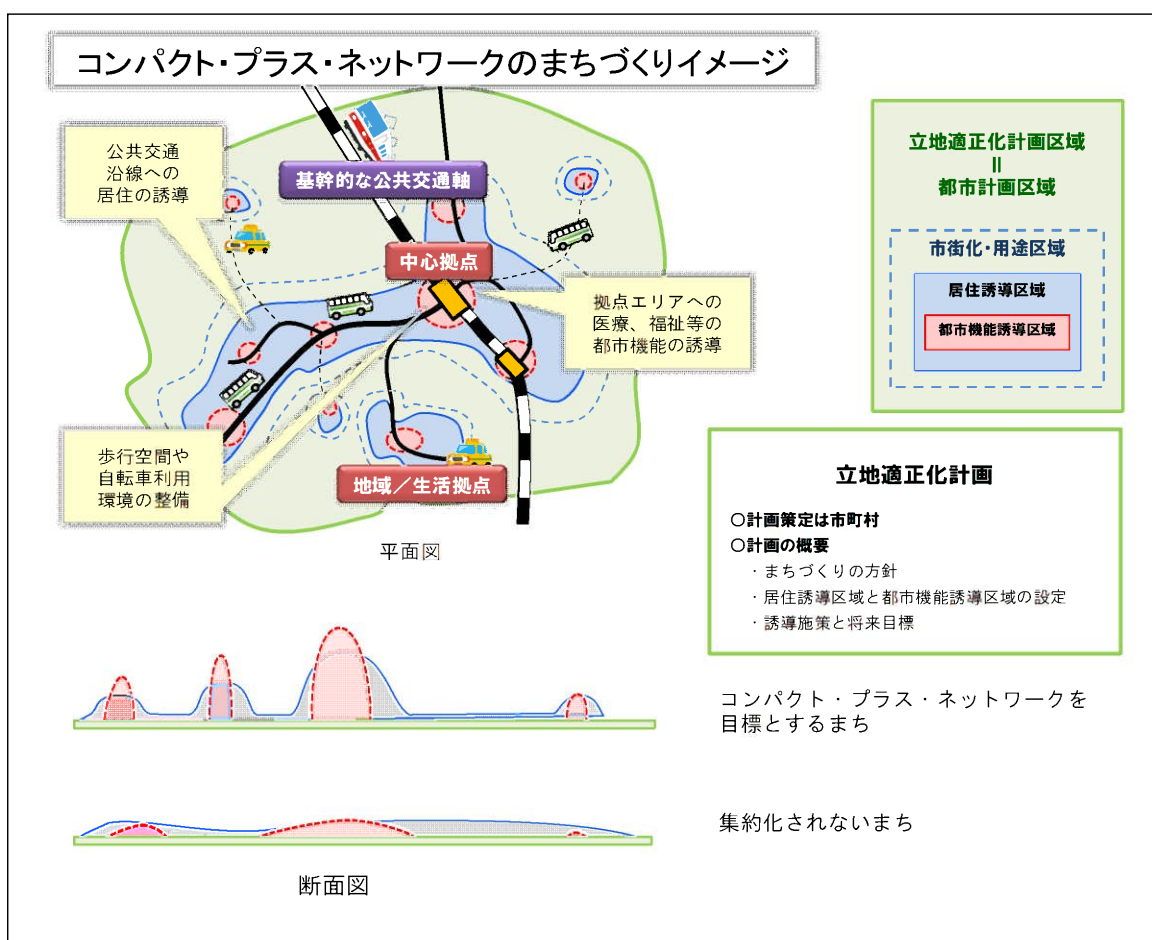 コンパクト・プラス・ネットワークのまちづくりイメージ
公共交通
沿線への
居住の誘導
基幹的な公共交通軸
中心拠点
拠点エリアへの
医療、福祉等の
都市機能の誘導
歩行空間や
自転車利用
環境の整備
地域／生活拠点
平面図
立地適正化計画区域
＝
都市計画区域
市街化・用途区域
居住誘導区域
都市機能誘導区域
立地適正化計画
○計画策定は市町村
○計画の概要
・まちづくりの方針
・居住誘導区域と都市機能誘導区域の設定
・誘導施策と将来目標
コンパクト・プラス・ネットワークを
目標とするまち
集約化されないまち
断面図